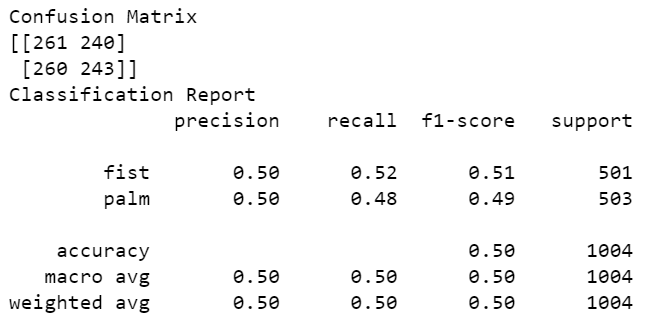 Confusion Matrix
[[261 240]
 [260 243]]
Classification Report
              precision    recall  f1-score   support

        fist       0.50      0.52      0.51       501
        palm       0.50      0.48      0.49       503

    accuracy                           0.50      1004
   macro avg       0.50      0.50      0.50      1004
weighted avg       0.50      0.50      0.50      1004